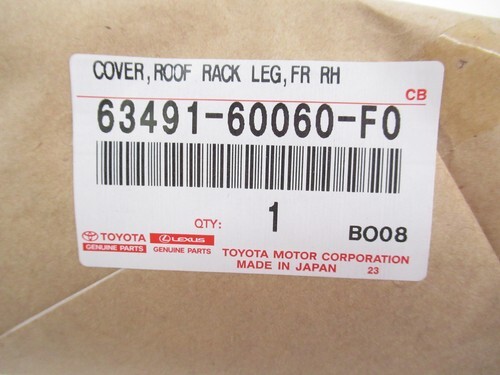 COVER,ROOF RACK LEG,FR RH
CB
63491-60060-F0
QTY: 1 BO08
TOYOTA LEXUS
GENUINE PARTS GENUINE PARTS
TOYOTA MOTOR CORPORATION
MADE IN JAPAN 23